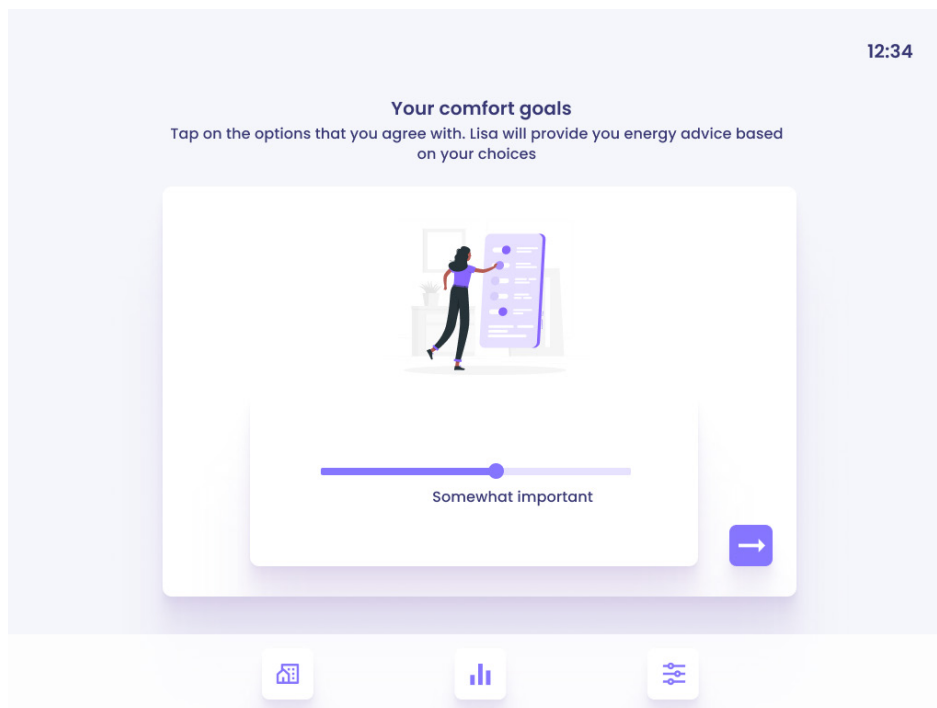 12:34
Your comfort goals
Tap on the options that you agree with. Lisa will provide you energy advice based
on your choices
Somewhat important